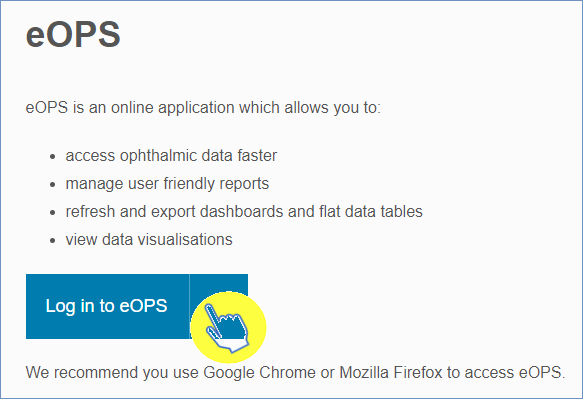 eOPS
eOPS is an online application which allows you to:
• access ophthalmic data faster
• manage user friendly reports
• refresh and export dashboards and flat data tables
• view data visualisations
Log in to eOPS
We recommend you use Google Chrome or Mozilla Firefox to access eOPS.